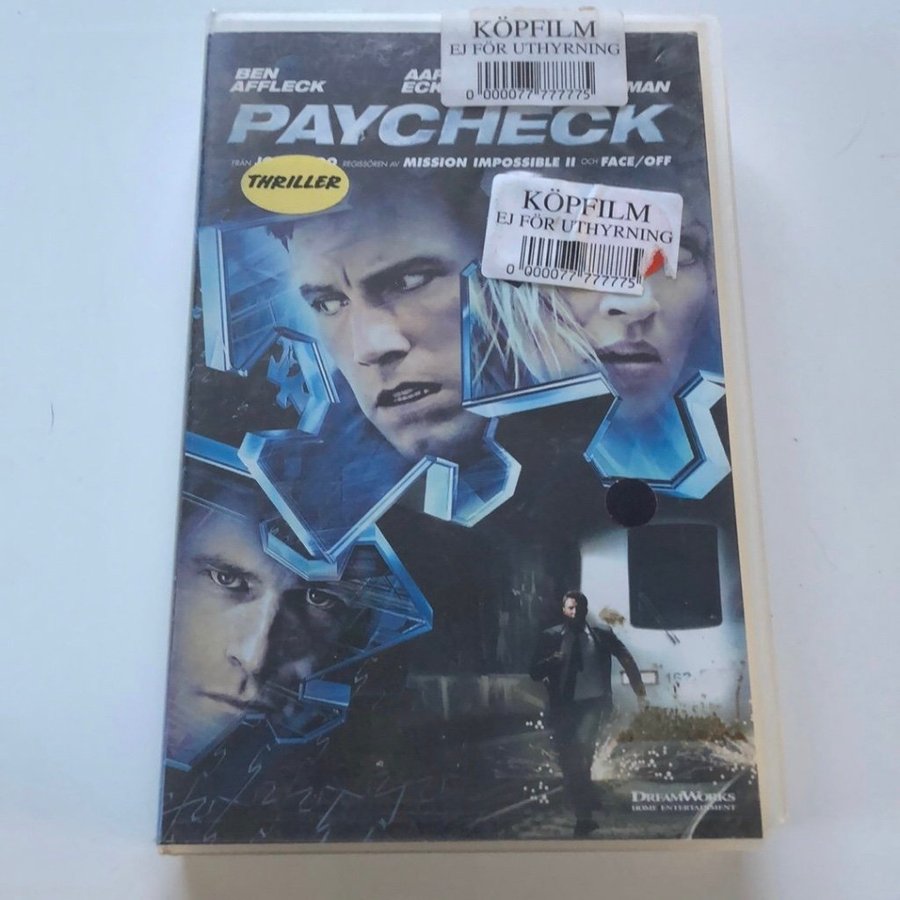 KÖPFILM
EJ FÖR UTHYRNING
0 000077 777775
BEN
AFFLECK
MAN
PAYCHECK
FRÅN REGISSÖREN AV MISSION IMPOSSIBLE II OCH FACE/OFF
THRILLER
KÖPFILM
EJ FÖR UTHYRNING
0 000077 777775
DREAMWORKS
HOME ENTERTAINMENT